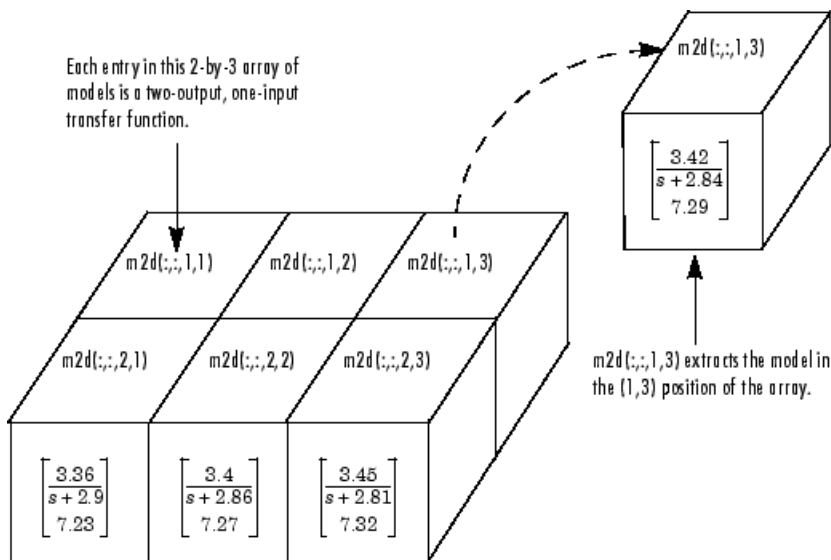 Each entry in this 2-by-3 array of
models is a two-output, one-input
transfer function.
m2d(:,:,1,3)
3.42
s + 2.84
7.29
m2d(:,:,1,1)
m2d(:,:,1,2)
m2d(:,:,1,3)
m2d(:,:,2,1)
m2d(:,:,2,2)
m2d(:,:,2,3)
m2d(:,:,1,3) extracts the model in
the (1,3) position of the array.
3.36
s + 2.9
7.23
3.4
s + 2.86
7.27
3.45
s + 2.81
7.32